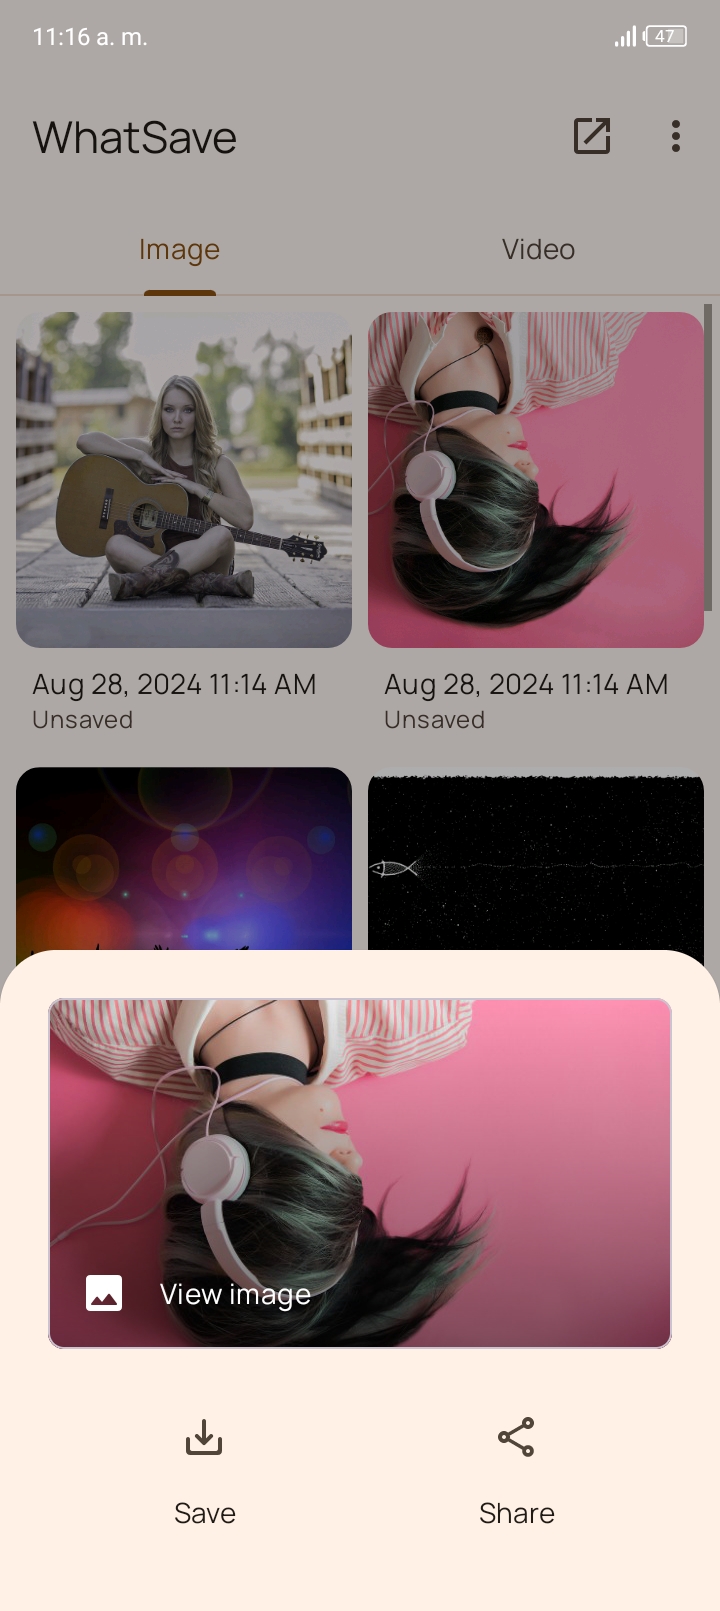 11:16 a. m.
47
WhatSave
Image
Video
Aug 28, 2024 11:14 AM
Unsaved
Aug 28, 2024 11:14 AM
Unsaved
View image
Save
Share